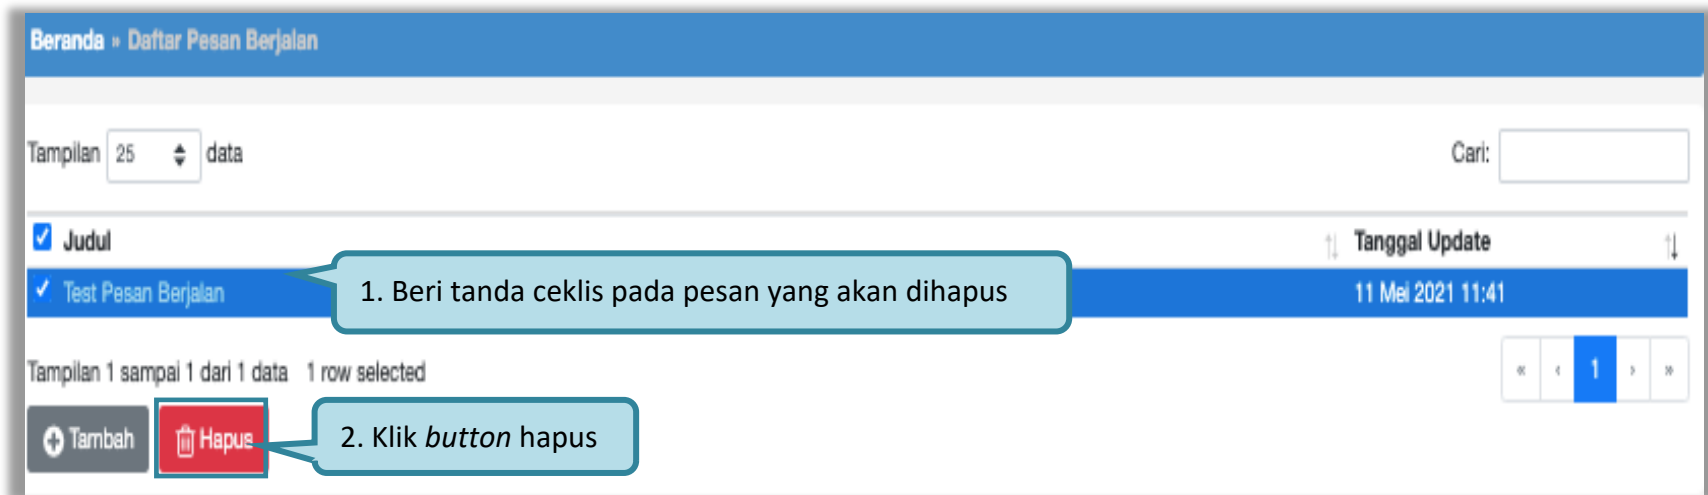 Beranda » Daftar Pesan Berjalan
Tampilan 25 data
Cari:
Judul
Tanggal Update
Test Pesan Berjalan
11 Mei 2021 11:41
1. Beri tanda ceklis pada pesan yang akan dihapus
Tampilan 1 sampai 1 dari 1 data 1 row selected
« ‹ 1 › »
Tambah
Hapus
2. Klik button hapus